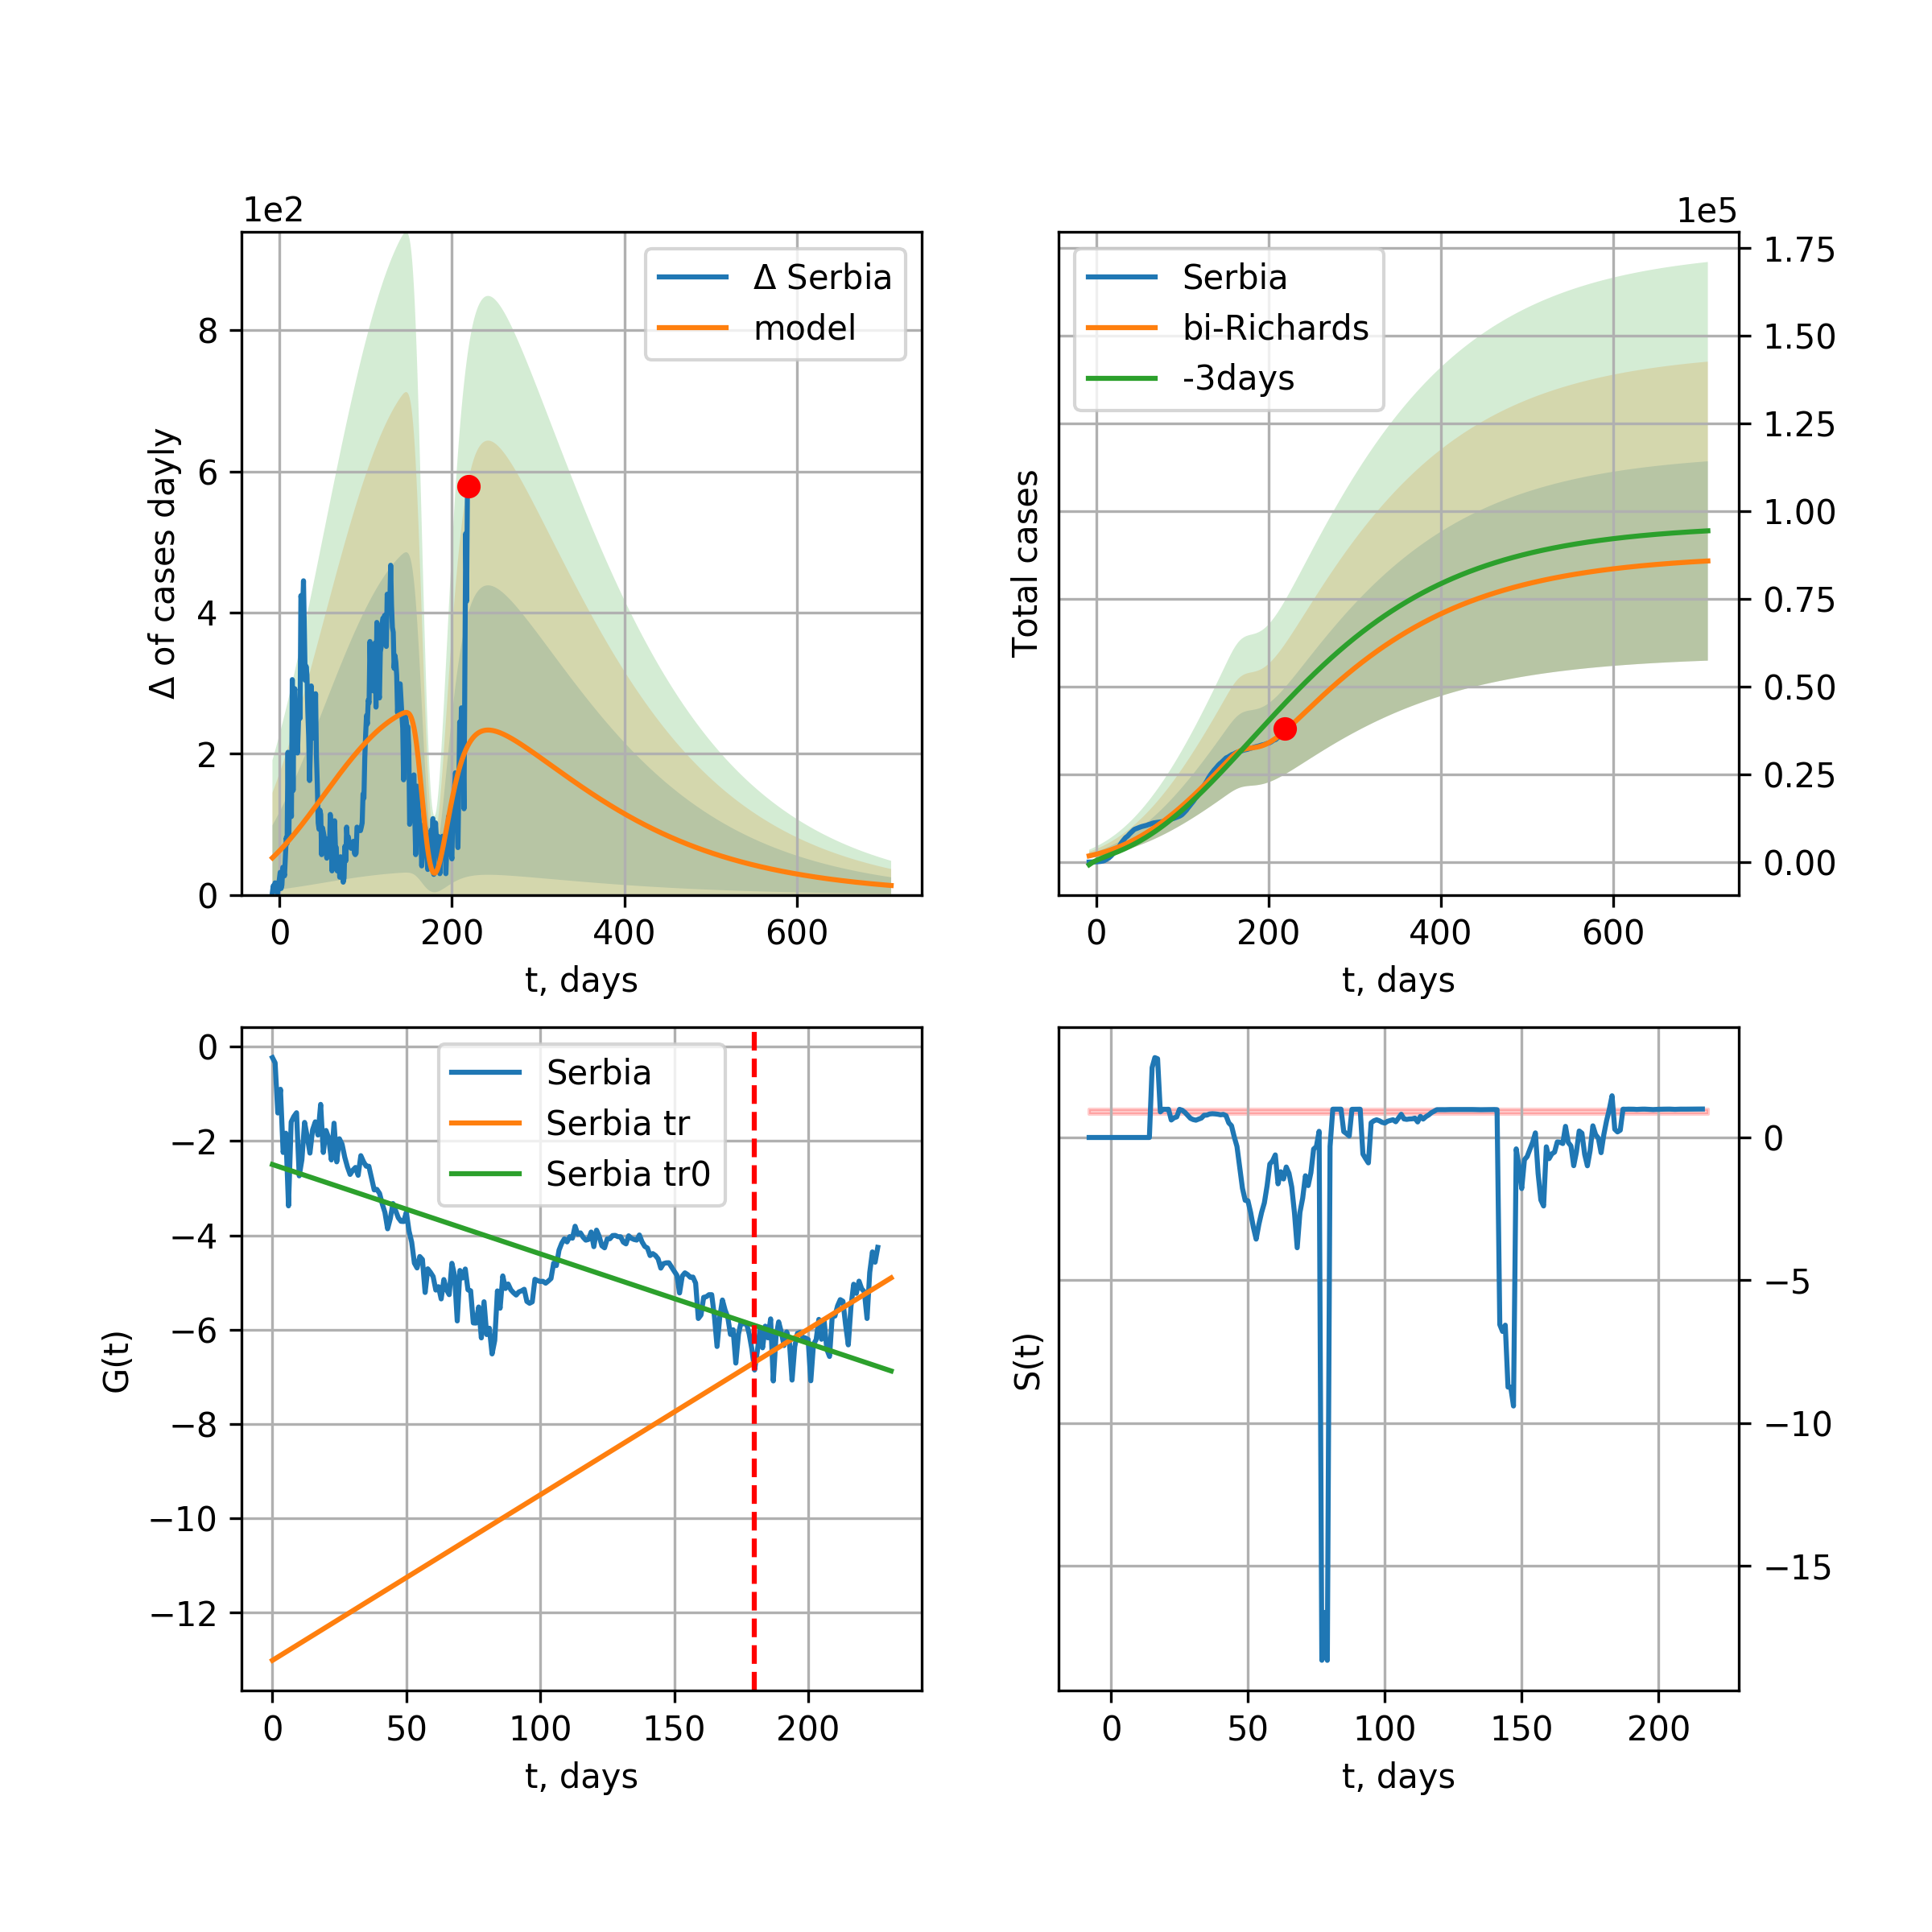 1e2
Δ of cases dayly
8
6
4
2
0
0 200 400 600
t, days
Δ Serbia
model
1e5
Total cases
1.75
1.50
1.25
1.00
0.75
0.50
0.25
0.00
0 200 400 600
t, days
Serbia
bi-Richards
-3days
G(t)
0
−2
−4
−6
−8
−10
−12
0 50 100 150 200
t, days
Serbia
Serbia tr
Serbia tr0
S(t)
0
−5
−10
−15
0 50 100 150 200
t, days